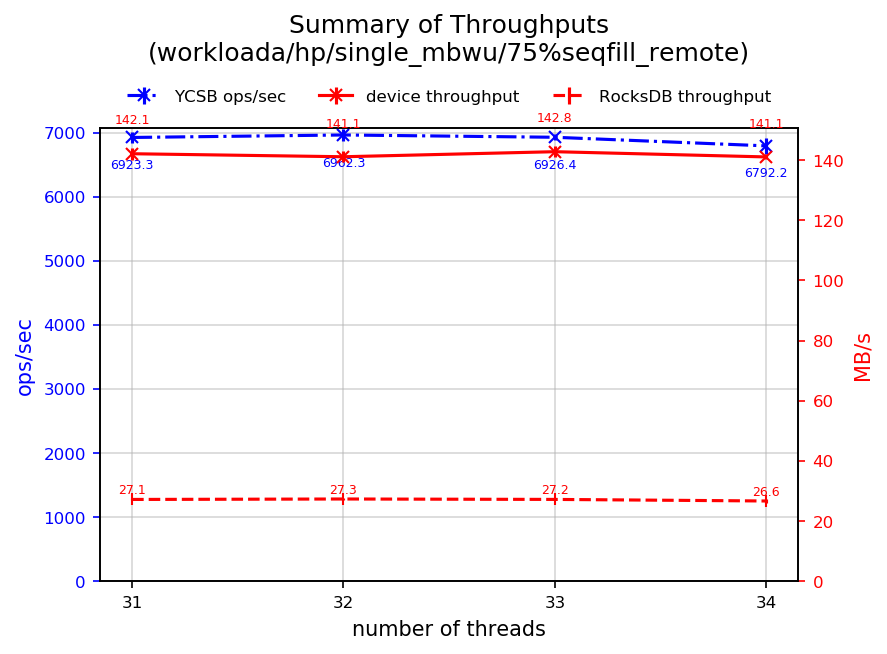 Summary of Throughputs
(workloada/hp/single_mbwu/75%seqfill_remote)
YCSB ops/sec device throughput RocksDB throughput
142.1 141.1 142.8 141.1
6923.3 6962.3 6926.4 6792.2
27.1 27.3 27.2 26.6
7000
6000
5000
4000
3000
2000
1000
0
ops/sec
140
120
100
80
60
40
20
0
MB/s
31 32 33 34
number of threads